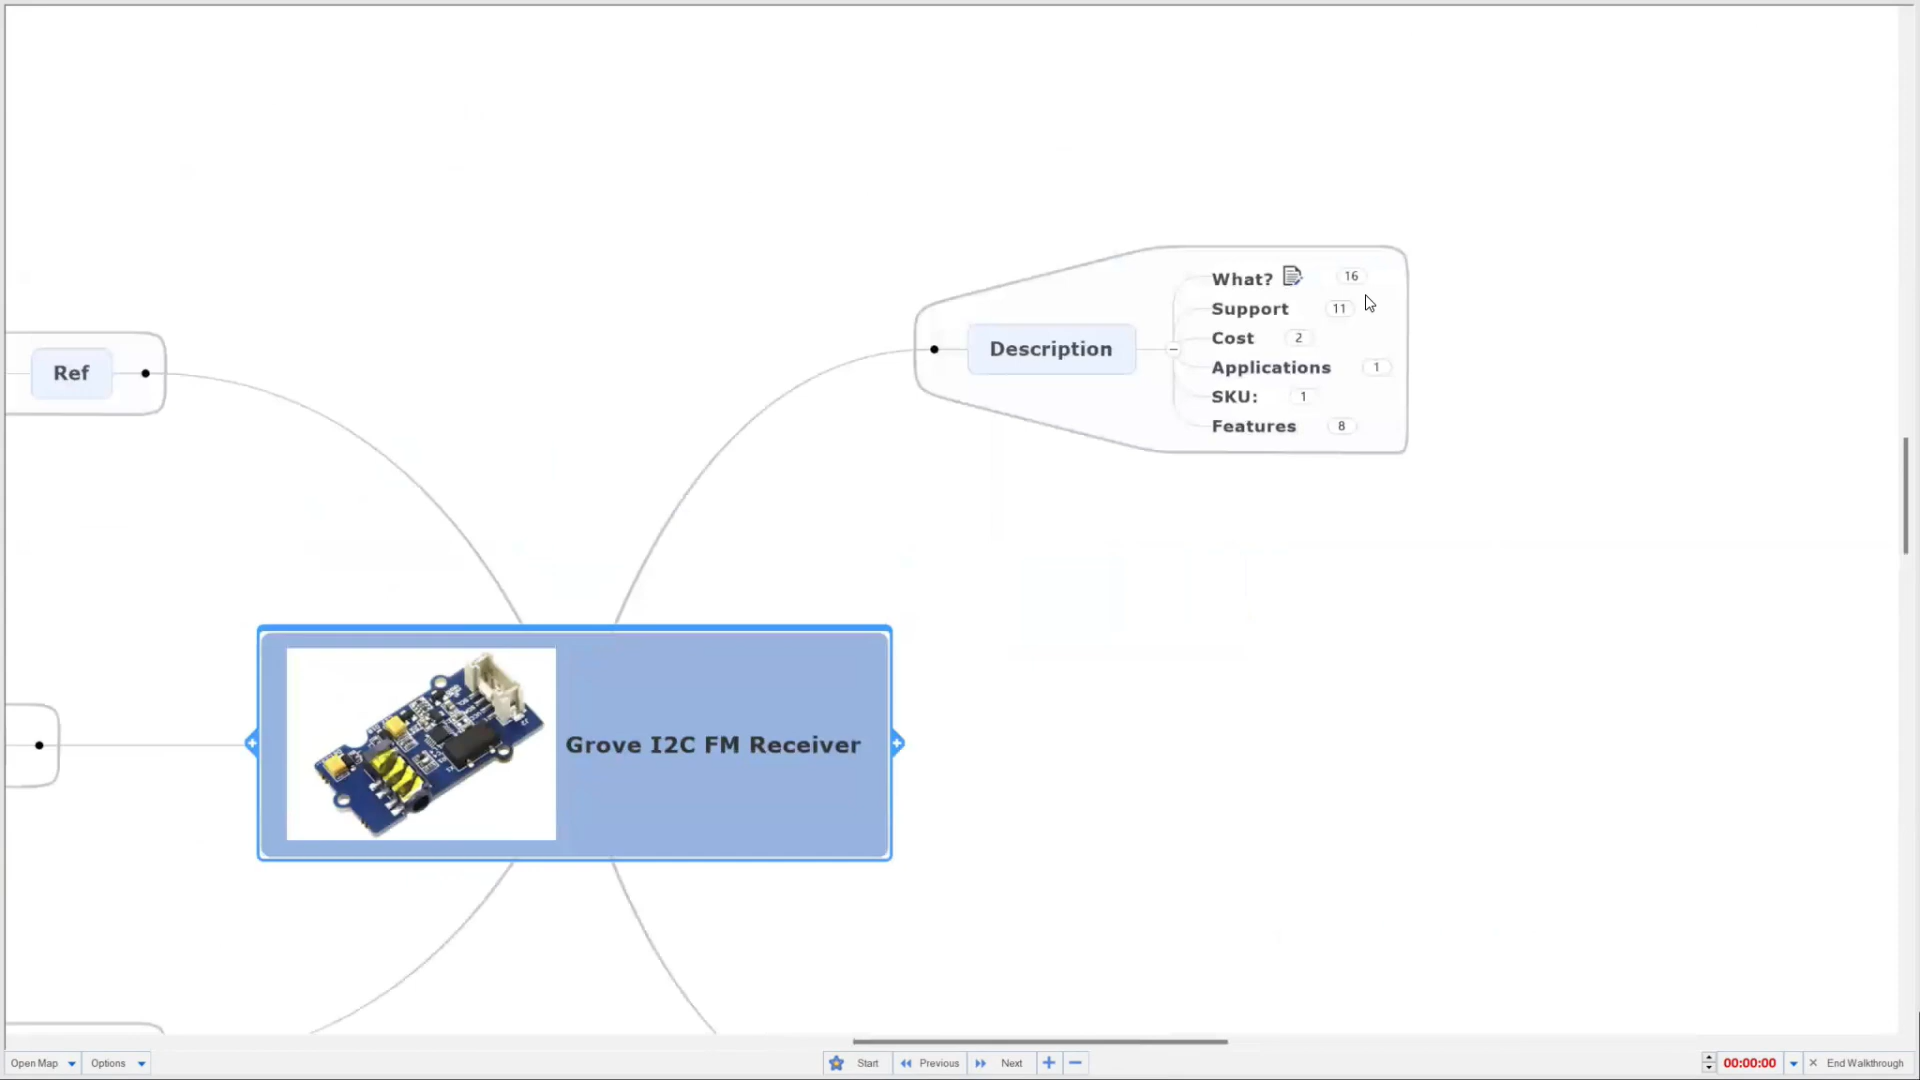 What? 16
Support 11
Cost 2
Description
Applications 1
SKU: 1
Features 8
Ref
Grove I2C FM Receiver
Open Map Options Start Previous Next 00:00:00 End Walkthrough